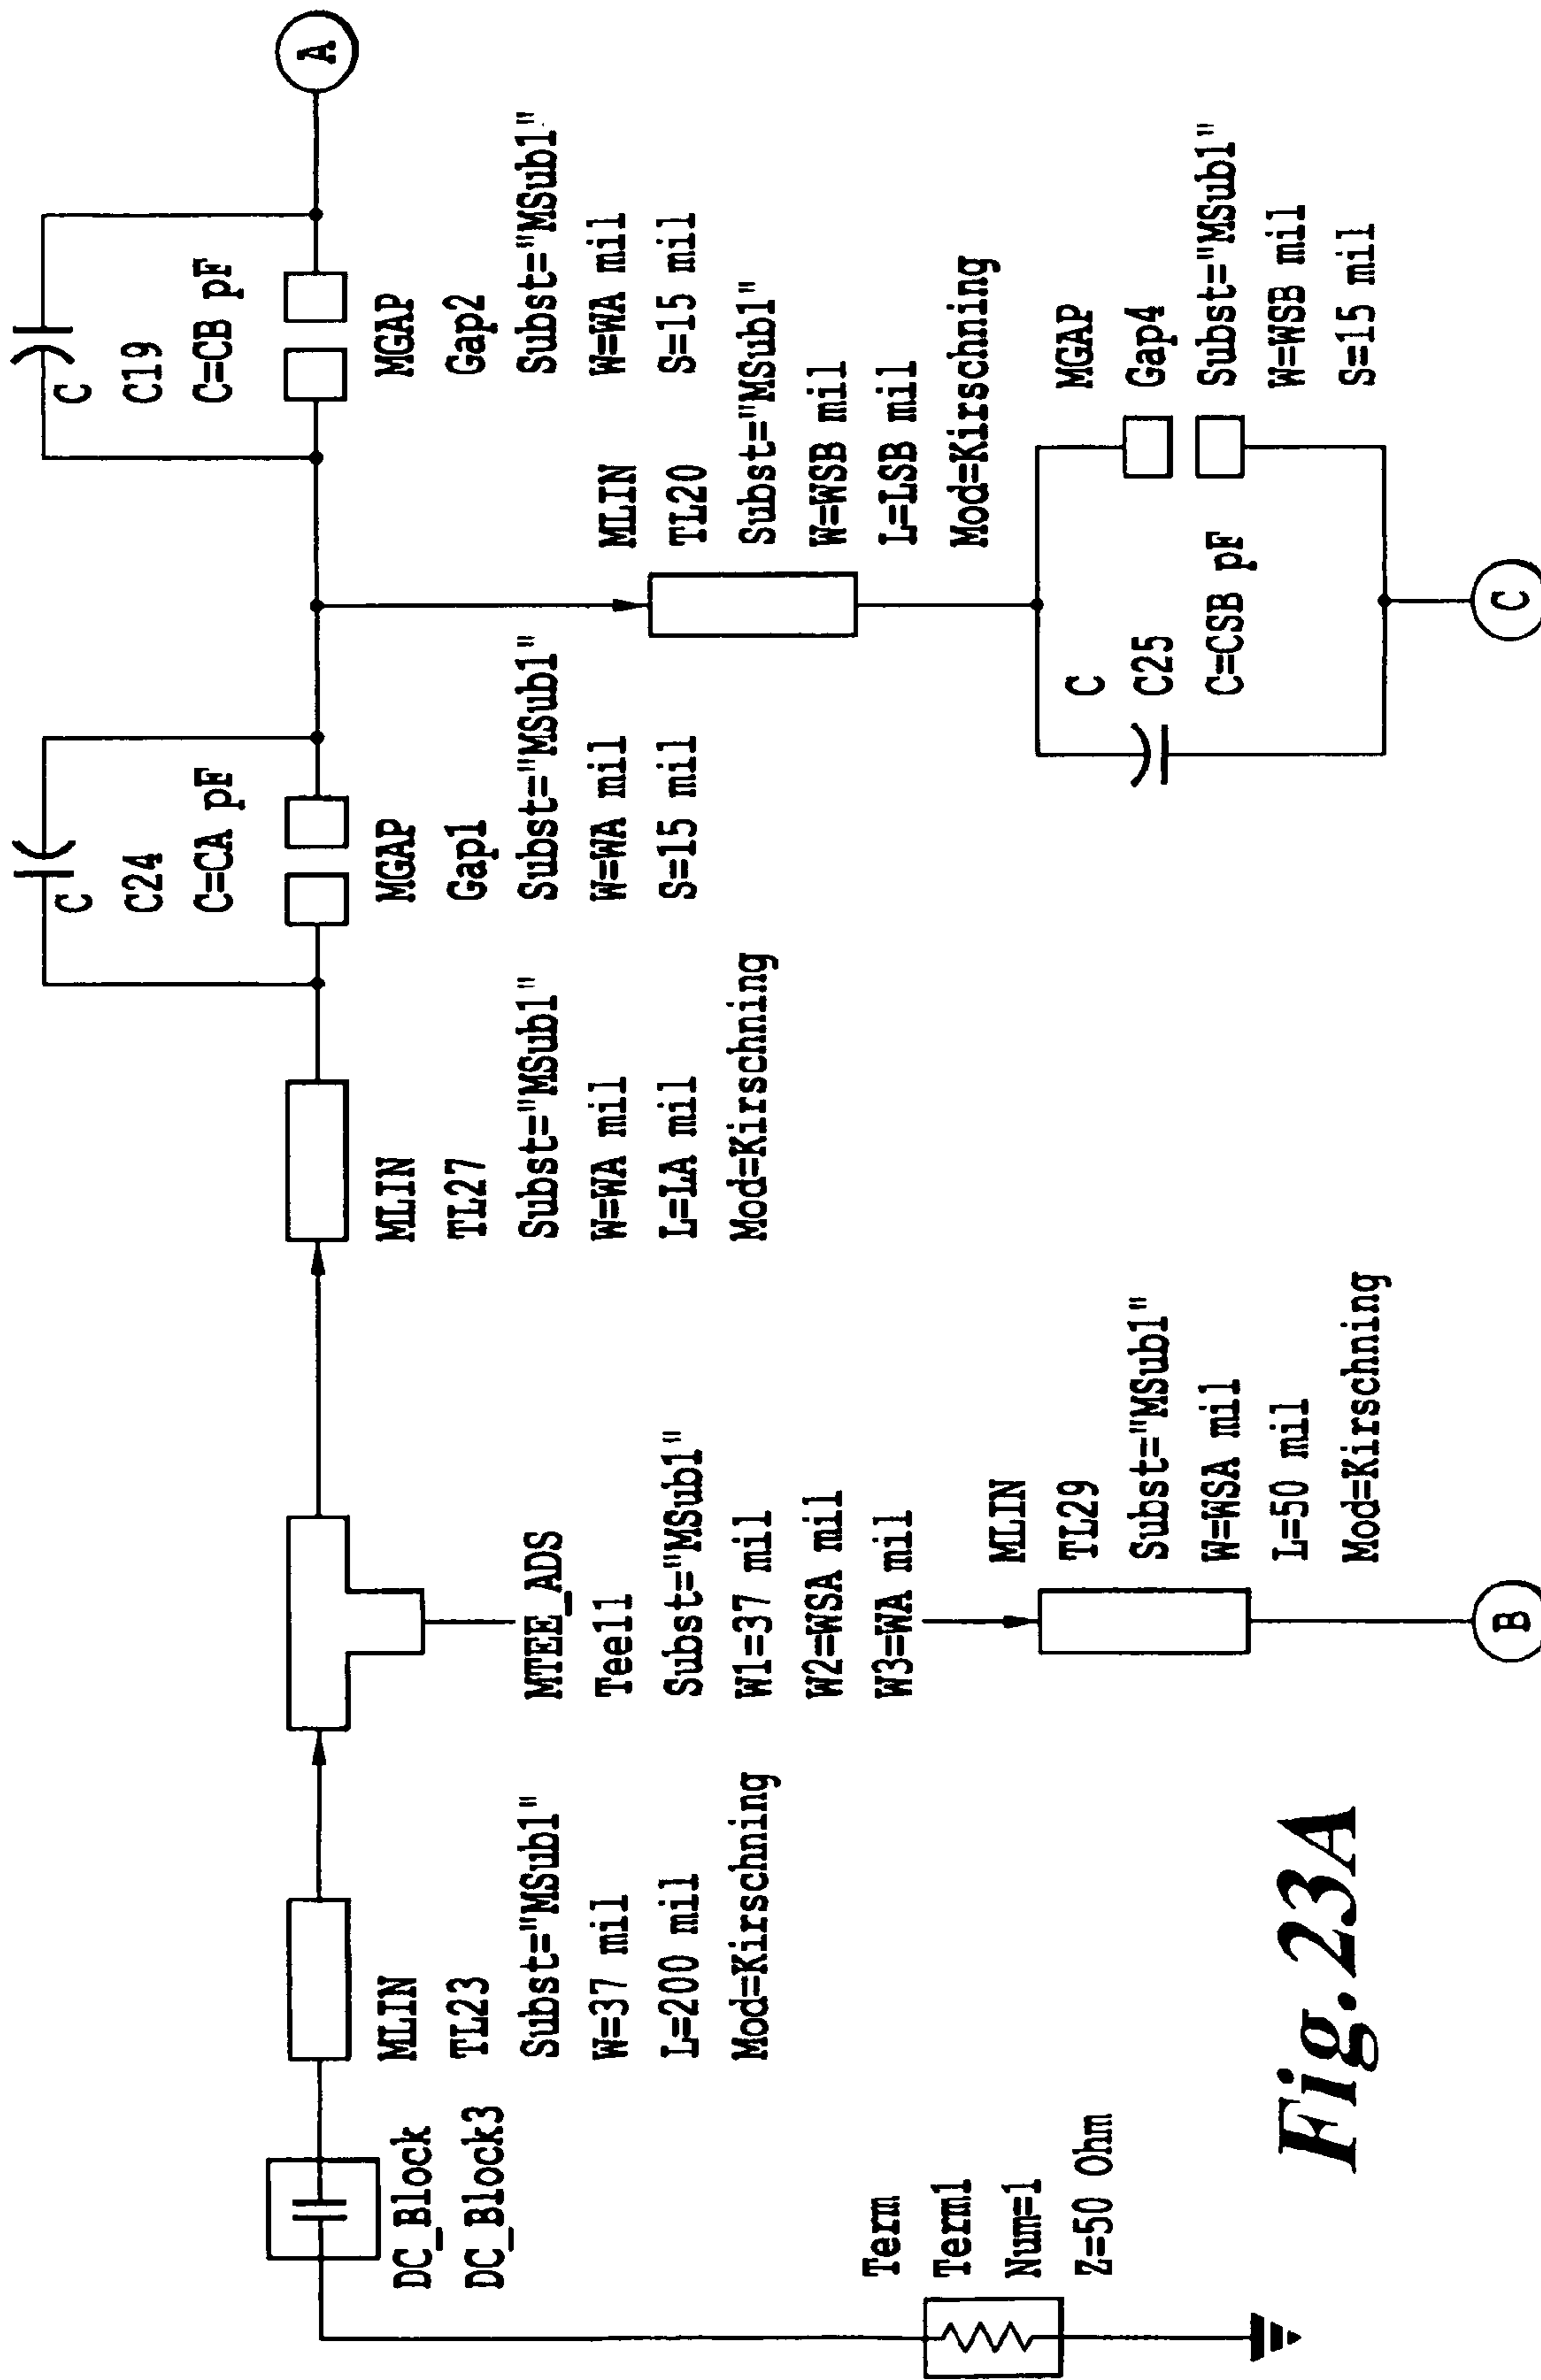 DC_Block
DC_Block3
Term
Term1
Num=1
Z=50 Ohm
MLIN
TL23
Subst="MSub1"
W=37 mil
L=200 mil
Mod=Kirschning
MTEE_ADS
Tee11
Subst="MSub1"
W1=37 mil
W2=WSA mil
W3=WA mil
MLIN
TL29
Subst="MSub1"
W=WSA mil
L=50 mil
Mod=Kirschning
B
MLIN
TL27
Subst="MSub1"
W=WA mil
L=LA mil
Mod=Kirschning
C
C24
C=CA pF
MGAP
Gap1
Subst="MSub1"
W=WA mil
S=15 mil
MLIN
TL20
Subst="MSub1"
W=WSB mil
L=LSB mil
Mod=Kirschning
C
C25
C=CSB pF
MGAP
Gap4
Subst="MSub1"
W=WSB mil
S=15 mil
C
C
C19
C=CB pF
MGAP
Gap2
Subst="MSub1"
W=WA mil
S=15 mil
A
Fig.23A